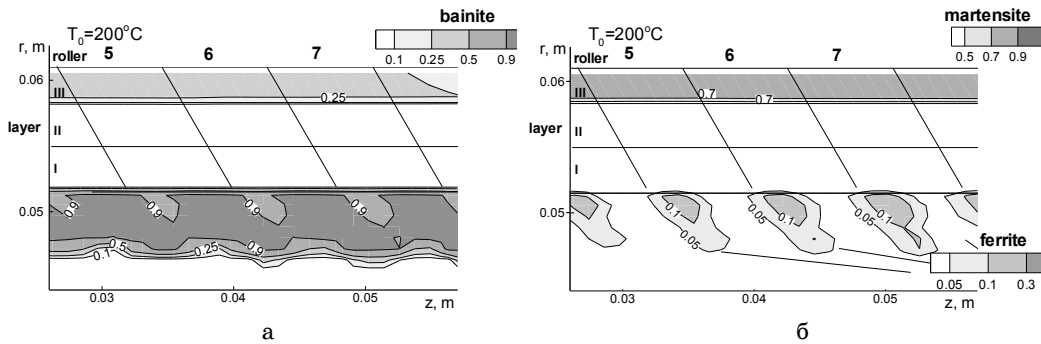 T₀=200°C
bainite
0.1 0.25 0.5 0.9
r, m
roller 5 6 7
0.06
III
0.25
layer
II
I
0.05
0.9 0.9 0.9 0.9
0.5
0.1
0.25
0.9
0.03 0.04 0.05
z, m
а
T₀=200°C
martensite
0.5 0.7 0.9
r, m
roller 5 6 7
0.06
III
0.7 0.7
layer
II
I
0.05
0.1 0.1 0.1
0.05 0.05 0.05
ferrite
0.05 0.1 0.3
0.03 0.04 0.05
z, m
б